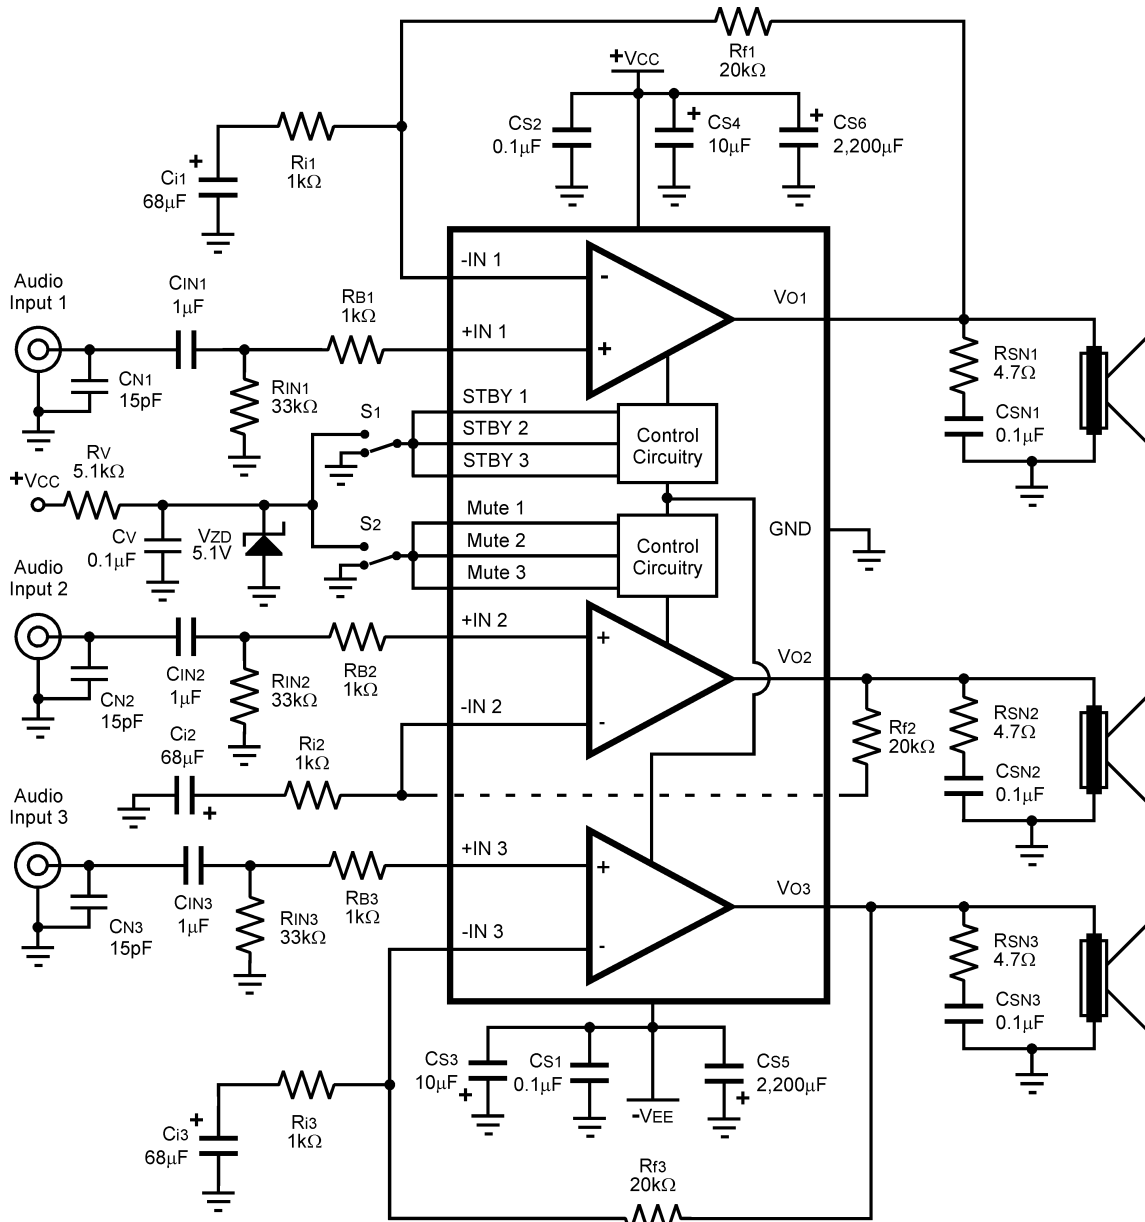 Rf1
20kΩ
+VCC
CS2
0.1µF
+
CS4
10µF
+
CS6
2,200µF
Ri1
1kΩ
+
Ci1
68µF
Audio
Input 1
CIN1
1µF
RB1
1kΩ
-IN 1
-
VO1
+IN 1
+
CN1
15pF
RIN1
33kΩ
RSN1
4.7Ω
CSN1
0.1µF
S1
STBY 1
STBY 2
STBY 3
Control
Circuitry
+VCC
RV
5.1kΩ
CV
0.1µF
VZD
5.1V
S2
Mute 1
Mute 2
Mute 3
Control
Circuitry
GND
Audio
Input 2
CIN2
1µF
RB2
1kΩ
+IN 2
+
VO2
CN2
15pF
RIN2
33kΩ
-IN 2
-
Rf2
20kΩ
RSN2
4.7Ω
CSN2
0.1µF
Ci2
68µF
+
Ri2
1kΩ
Audio
Input 3
CIN3
1µF
RB3
1kΩ
+IN 3
+
VO3
CN3
15pF
RIN3
33kΩ
-IN 3
-
RSN3
4.7Ω
CSN3
0.1µF
CS3
10µF
+
CS1
0.1µF
CS5
2,200µF
+
-VEE
Ri3
1kΩ
+
Ci3
68µF
Rf3
20kΩ